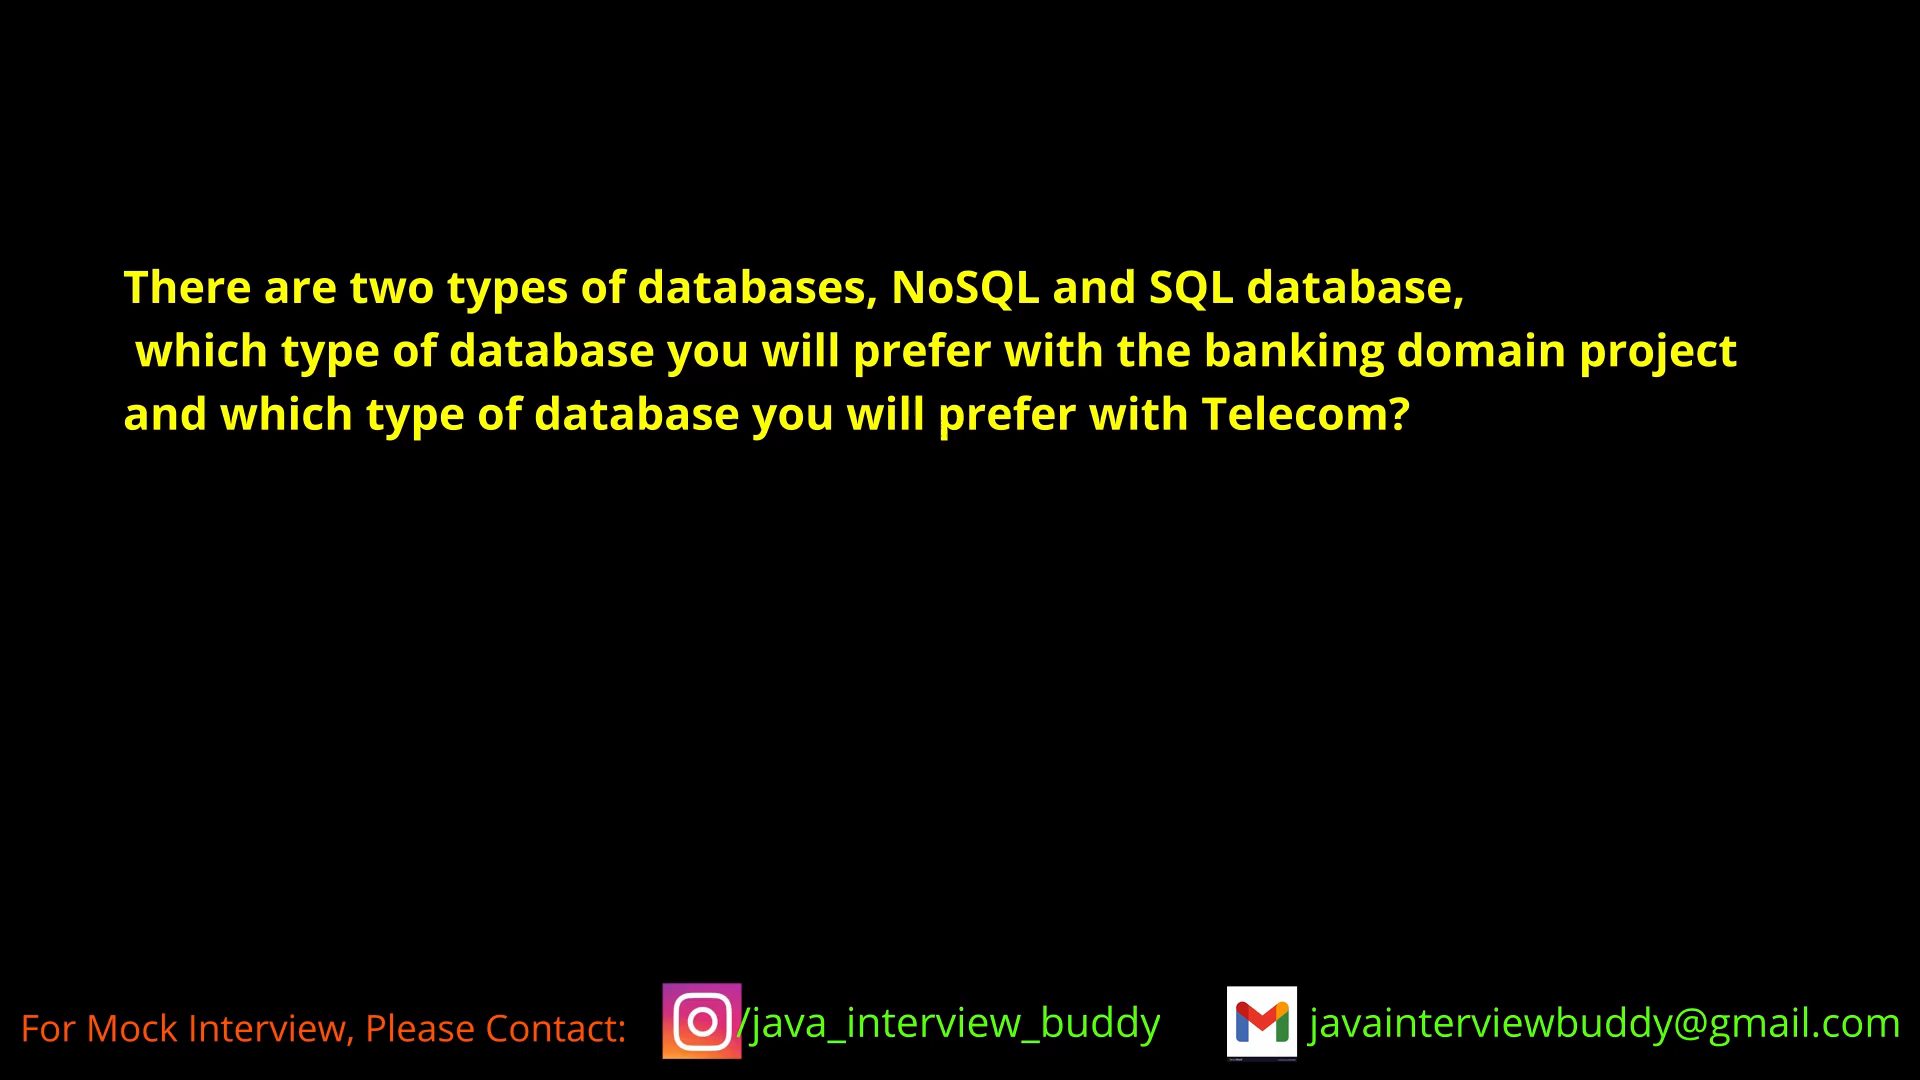 There are two types of databases, NoSQL and SQL database,
which type of database you will prefer with the banking domain project
and which type of database you will prefer with Telecom?
For Mock Interview, Please Contact: /java_interview_buddy javainterviewbuddy@gmail.com